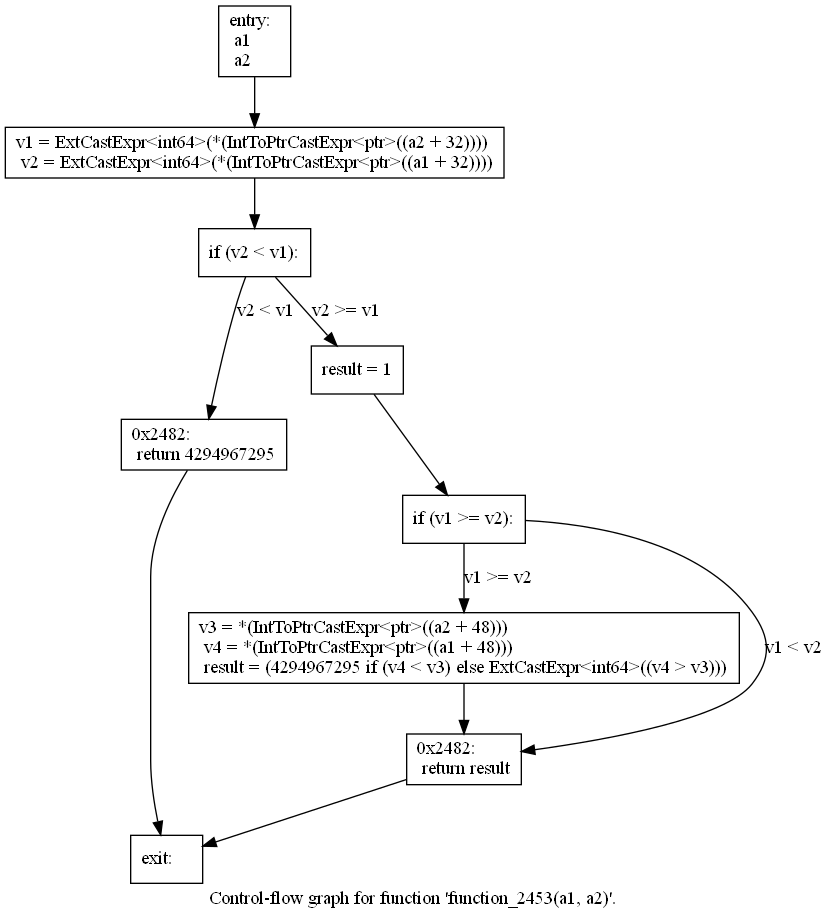 entry:
a1
a2
v1 = ExtCastExpr<int64>(*(IntToPtrCastExpr<ptr>((a2 + 32))))
v2 = ExtCastExpr<int64>(*(IntToPtrCastExpr<ptr>((a1 + 32))))
if (v2 < v1):
v2 < v1
v2 >= v1
result = 1
0x2482:
return 4294967295
if (v1 >= v2):
v1 >= v2
v3 = *(IntToPtrCastExpr<ptr>((a2 + 48)))
v4 = *(IntToPtrCastExpr<ptr>((a1 + 48)))
result = (4294967295 if (v4 < v3) else ExtCastExpr<int64>((v4 > v3)))
v1 < v2
0x2482:
return result
exit:
Control-flow graph for function 'function_2453(a1, a2)'.